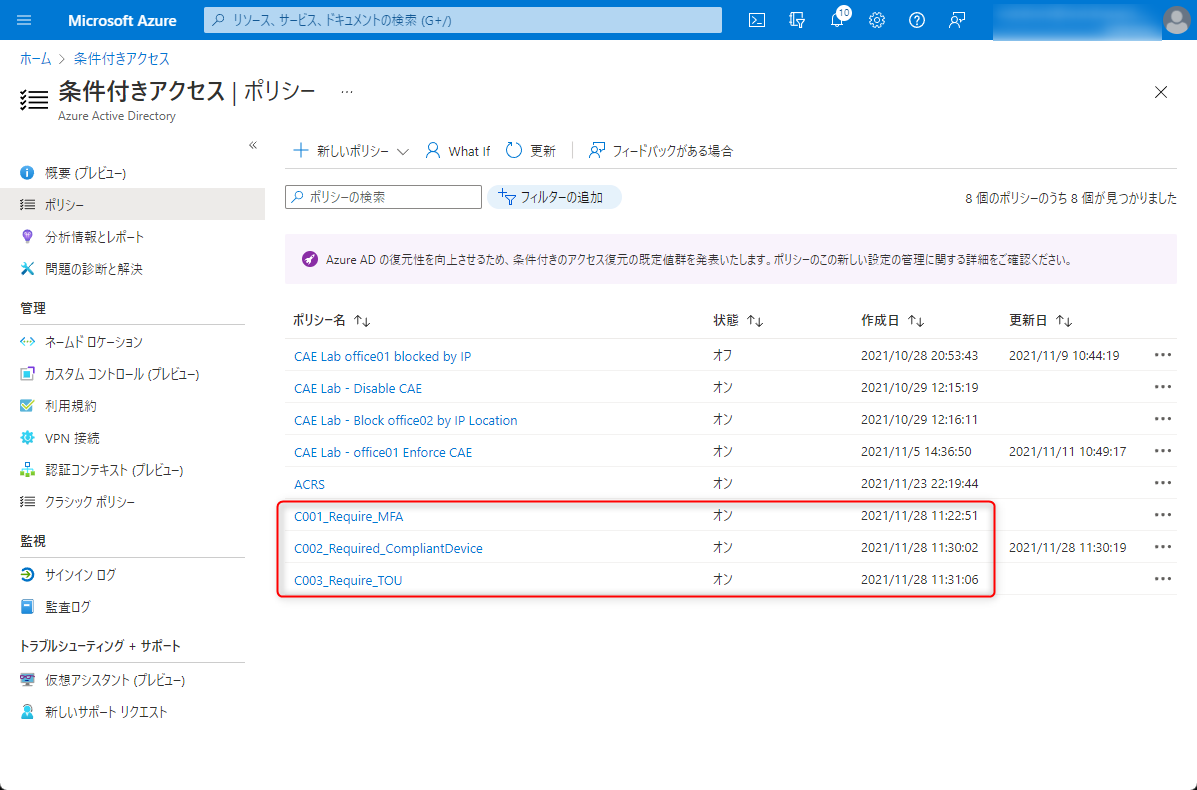 Microsoft Azure
リソース、サービス、ドキュメントの検索 (G+/)
10
ホーム > 条件付きアクセス
条件付きアクセス | ポリシー ...
Azure Active Directory
«
概要 (プレビュー)
ポリシー
分析情報とレポート
問題の診断と解決
管理
ネームド ロケーション
カスタム コントロール (プレビュー)
利用規約
VPN 接続
認証コンテキスト (プレビュー)
クラシック ポリシー
監視
サインイン ログ
監査ログ
トラブルシューティング + サポート
仮想アシスタント (プレビュー)
新しいサポート リクエスト
新しいポリシー What If 更新 フィードバックがある場合
ポリシーの検索 フィルターの追加 8 個のポリシーのうち 8 個が見つかりました
Azure AD の復元性を向上させるため、条件付きのアクセス復元の既定値群を発表いたします。ポリシーのこの新しい設定の管理に関する詳細をご確認ください。
ポリシー名 ↑↓ 状態 ↑↓ 作成日 ↑↓ 更新日 ↑↓
CAE Lab office01 blocked by IP オフ 2021/10/28 20:53:43 2021/11/9 10:44:19 ...
CAE Lab - Disable CAE オン 2021/10/29 12:15:19 ...
CAE Lab - Block office02 by IP Location オン 2021/10/29 12:16:11 ...
CAE Lab - office01 Enforce CAE オン 2021/11/5 14:36:50 2021/11/11 10:49:17 ...
ACRS オン 2021/11/23 22:19:44 ...
C001_Require_MFA オン 2021/11/28 11:22:51 ...
C002_Required_CompliantDevice オン 2021/11/28 11:30:02 2021/11/28 11:30:19 ...
C003_Require_TOU オン 2021/11/28 11:31:06 ...